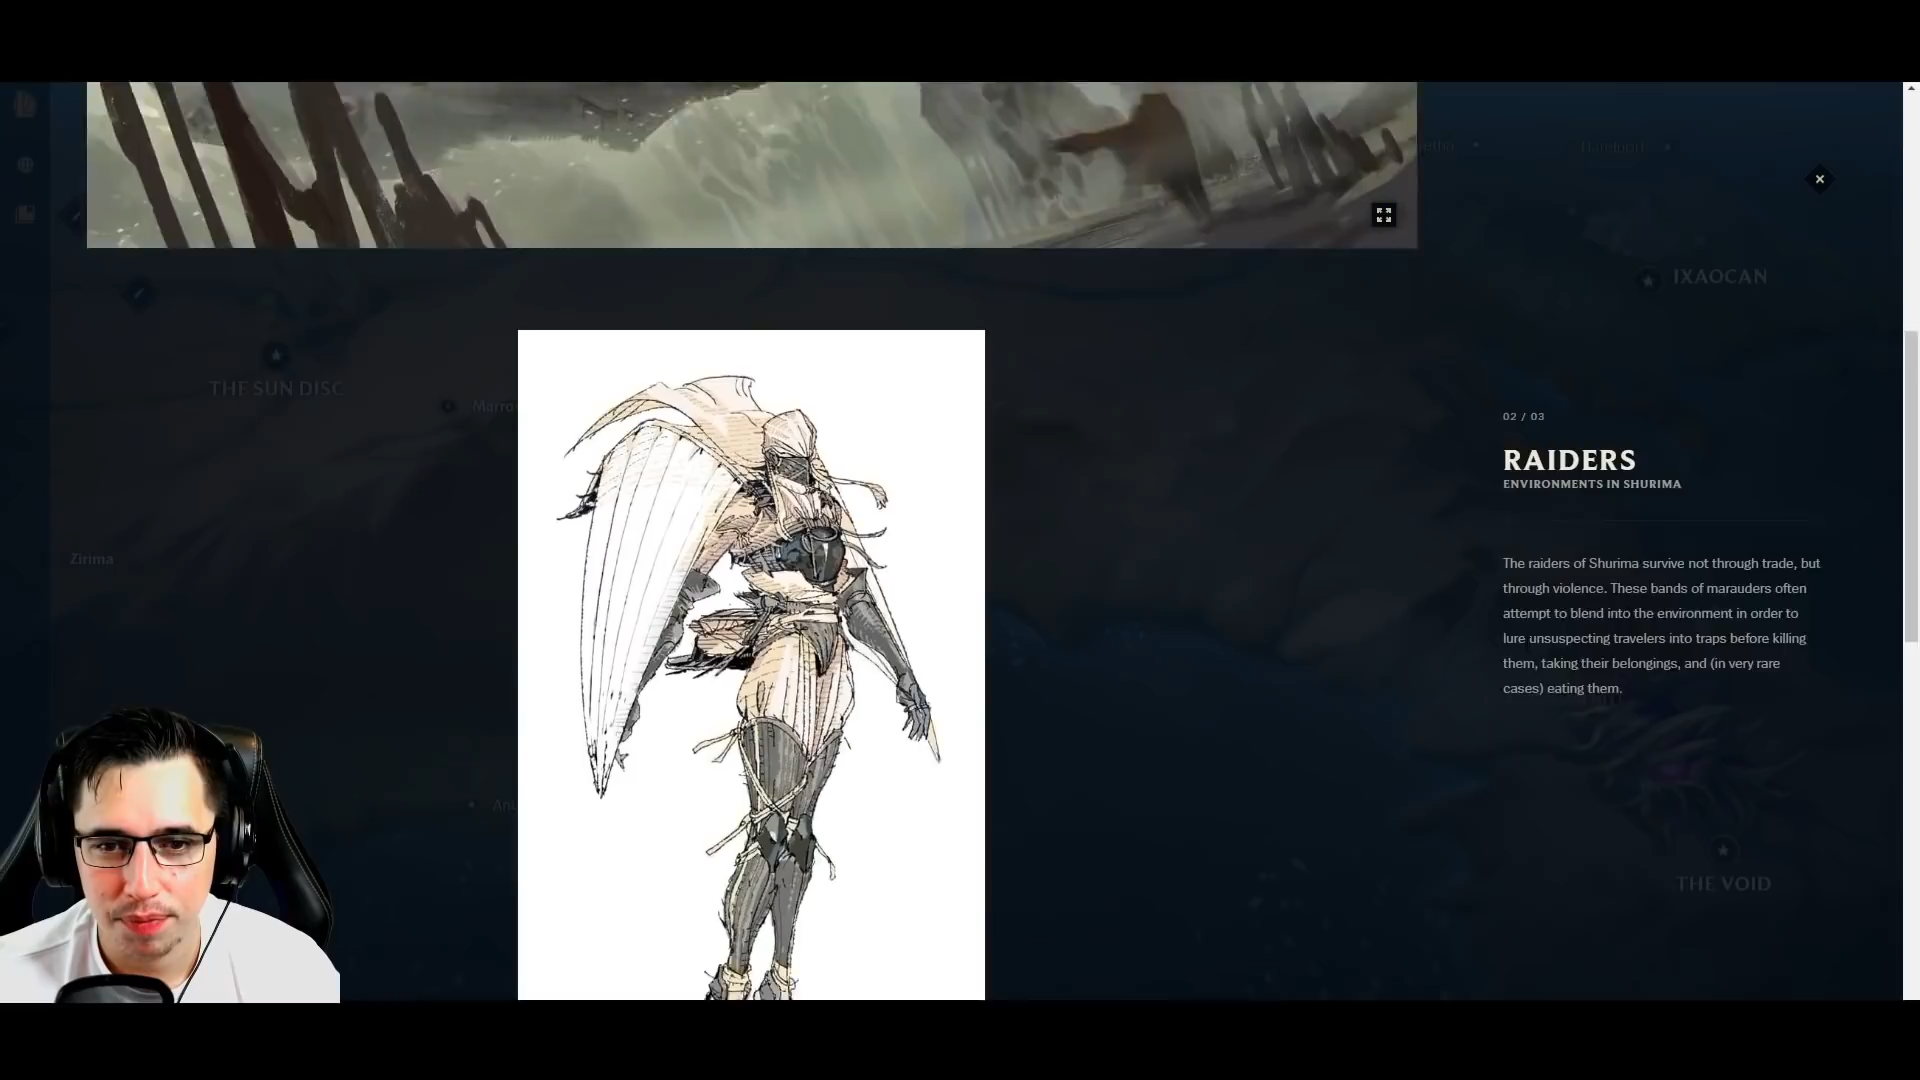 IXAOCAN
THE SUN DISC
Marro
02 / 03
RAIDERS
ENVIRONMENTS IN SHURIMA
Zirima
The raiders of Shurima survive not through trade, but
through violence. These bands of marauders often
attempt to blend into the environment in order to
lure unsuspecting travelers into traps before killing
them, taking their belongings, and (in very rare
cases) eating them.
THE VOID